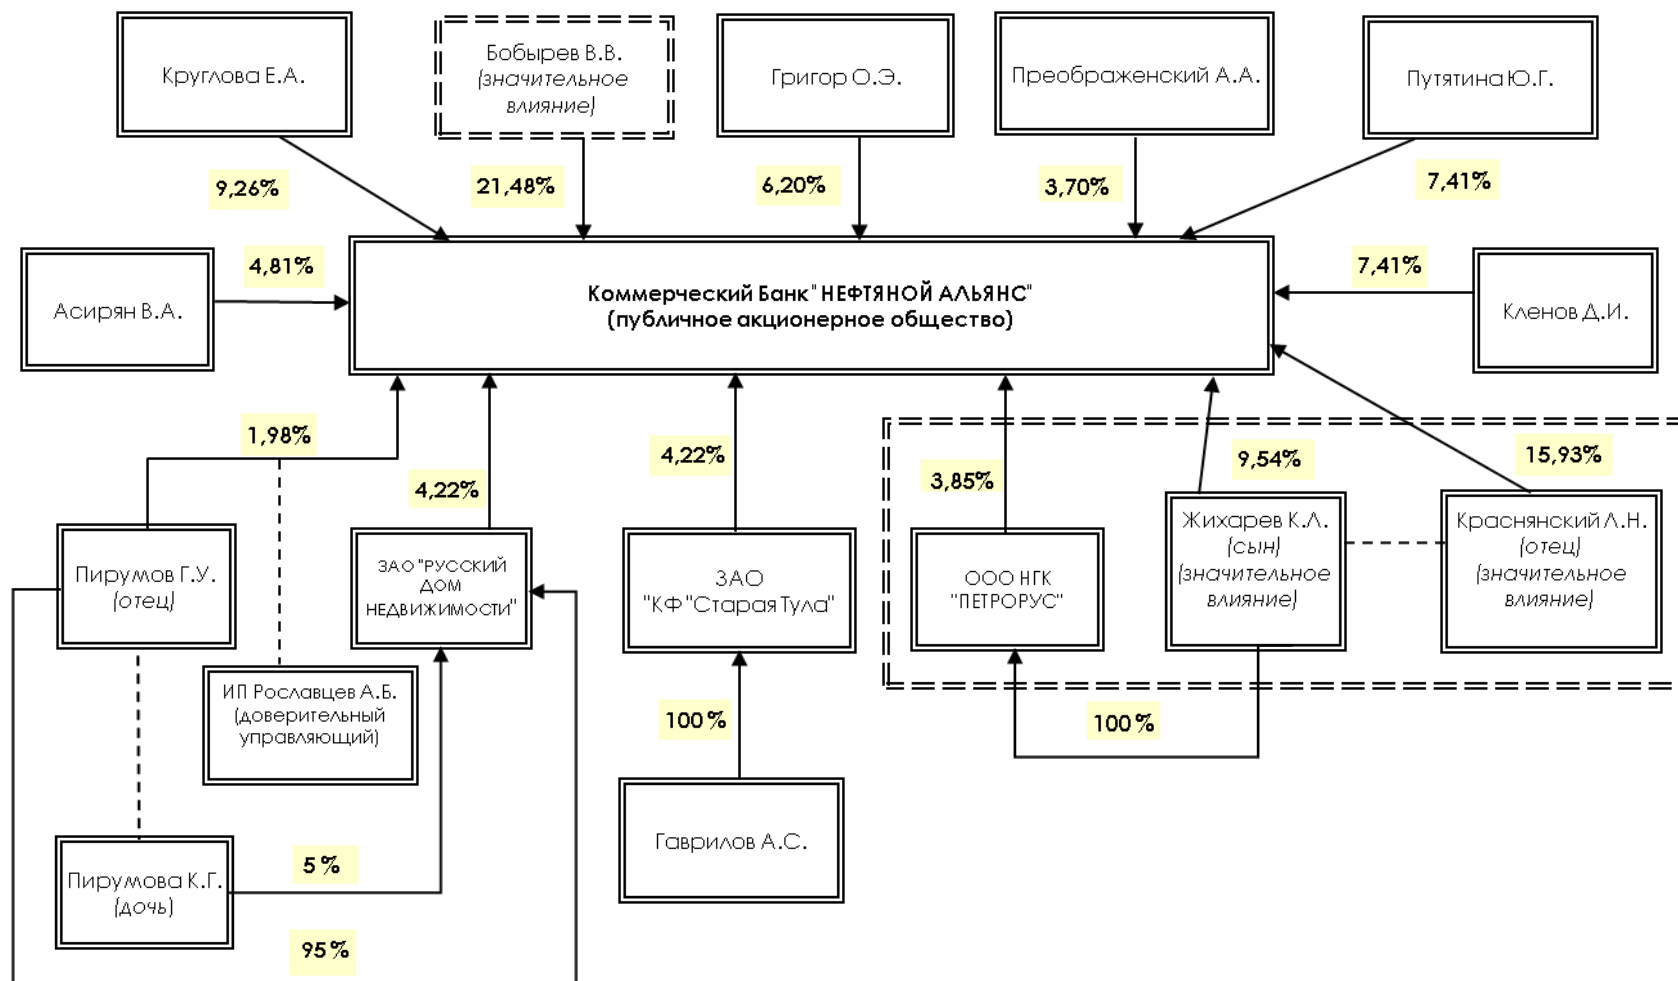 Круглова Е.А.
Бобырев В.В.
(значительное
влияние)
Григор О.Э.
Преображенский А.А.
Путятина Ю.Г.
9,26%
21,48%
6,20%
3,70%
7,41%
Асирян В.А.
4,81%
Коммерческий Банк "НЕФТЯНОЙ АЛЬЯНС"
(публичное акционерное общество)
7,41%
Кленов Д.И.
1,98%
4,22%
4,22%
3,85%
9,54%
15,93%
Пирумов Г.У.
(отец)
ЗАО "РУССКИЙ
ДОМ
НЕДВИЖИМОСТИ"
ЗАО
"КФ "Старая Тула"
ООО НГК
"ПЕТРОРУС"
Жихарев К.Л.
(сын)
(значительное
влияние)
Краснянский Л.Н.
(отец)
(значительное
влияние)
ИП Рославцев А.Б.
(доверительный
управляющий)
100%
100%
Пирумова К.Г.
(дочь)
5%
95%
Гаврилов А.С.